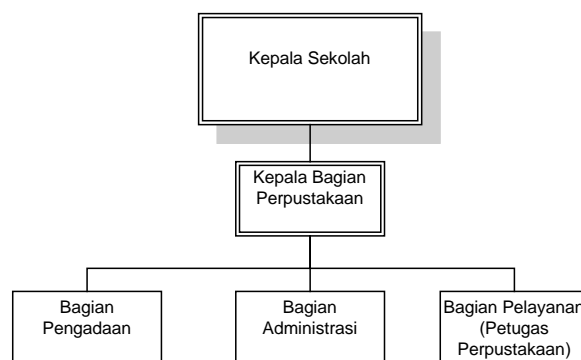 Kepala Sekolah
Kepala Bagian
Perpustakaan
Bagian
Pengadaan
Bagian
Administrasi
Bagian Pelayanan
(Petugas
Perpustakaan)